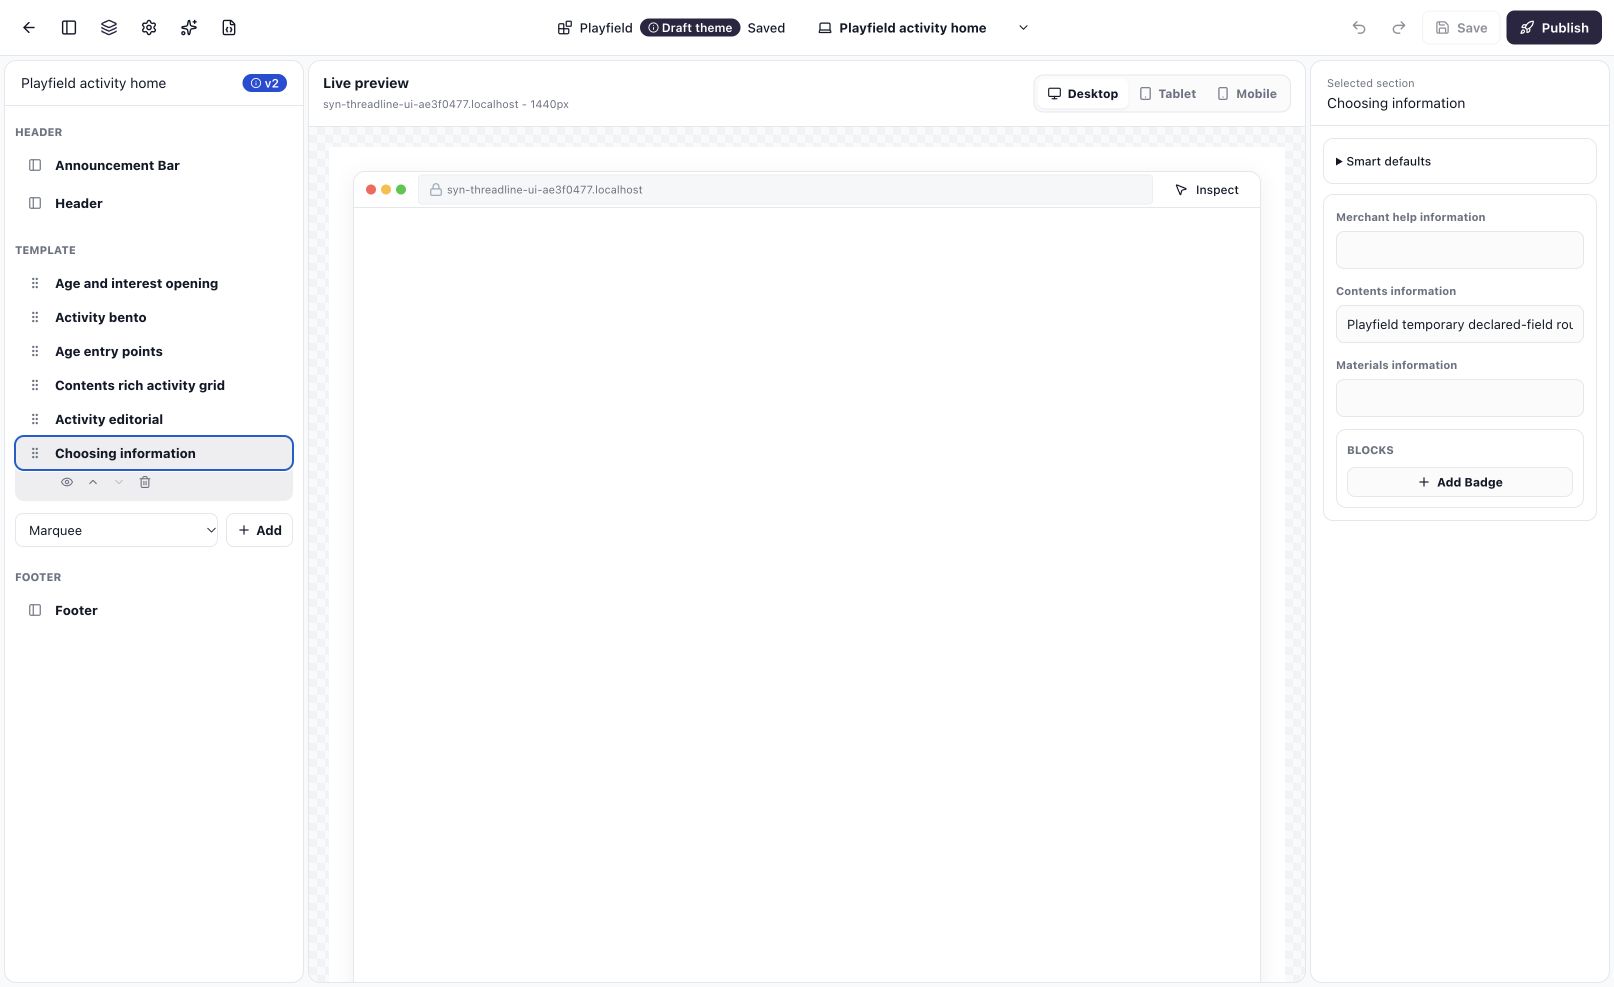 Playfield
Draft theme
Saved
Playfield activity home
Save
Publish
Playfield activity home
v2
HEADER
Announcement Bar
Header
TEMPLATE
Age and interest opening
Activity bento
Age entry points
Contents rich activity grid
Activity editorial
Choosing information
Marquee
Add
FOOTER
Footer
Live preview
syn-threadline-ui-ae3f0477.localhost - 1440px
Desktop
Tablet
Mobile
syn-threadline-ui-ae3f0477.localhost
Inspect
Selected section
Choosing information
Smart defaults
Merchant help information
Contents information
Playfield temporary declared-field rou
Materials information
BLOCKS
Add Badge